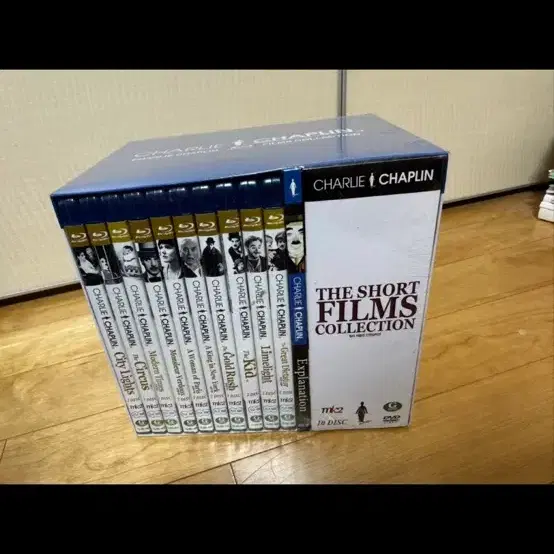 CHARLIE CHAPLIN
CHARLIE CHAPLIN
City Lights
CHARLIE CHAPLIN
The Circus
CHARLIE CHAPLIN
Modern Times
CHARLIE CHAPLIN
Monsieur Verdoux
CHARLIE CHAPLIN
A Woman of Paris
CHARLIE CHAPLIN
A King in New York
CHARLIE CHAPLIN
Gold Rush
CHARLIE CHAPLIN
The Kid
CHARLIE CHAPLIN
Limelight
CHARLIE CHAPLIN
The Great Dictator
CHARLIE CHAPLIN
Explanation
CHARLIE CHAPLIN
THE SHORT
FILMS
COLLECTION
mk2
10 DISC
DVD